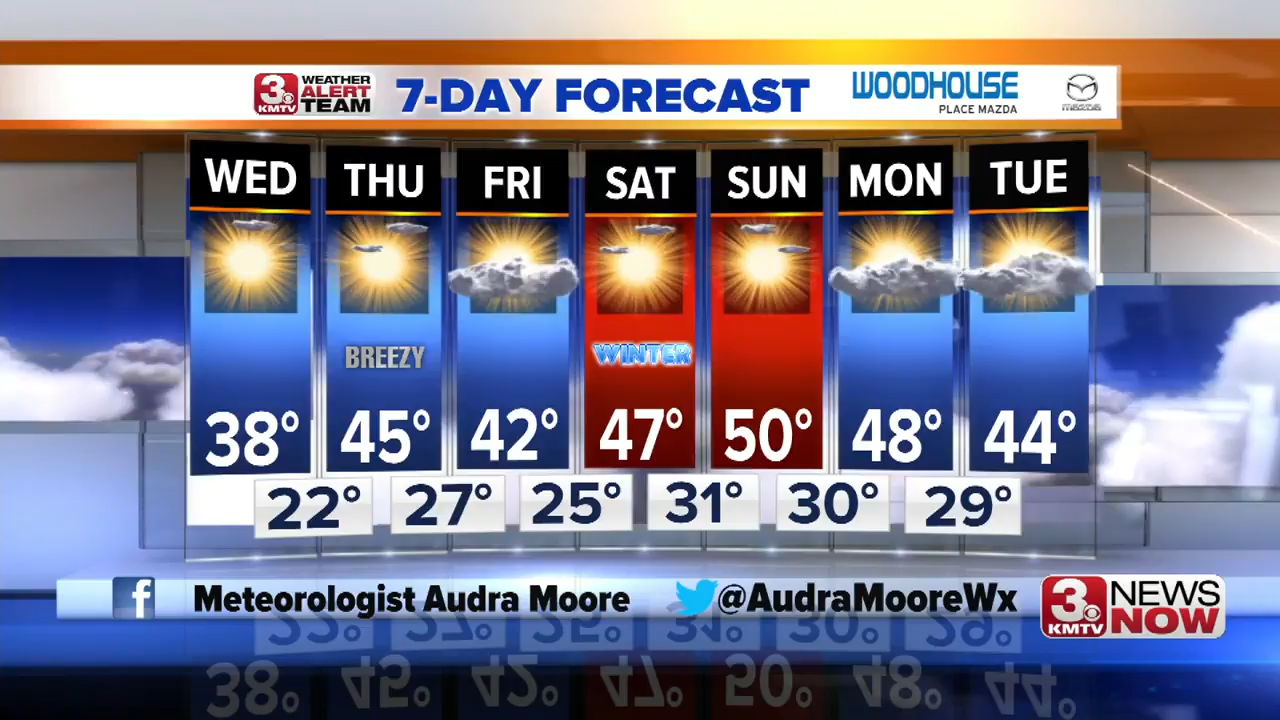 3 KMTV WEATHER ALERT TEAM
7-DAY FORECAST
WOODHOUSE
PLACE MAZDA
mazda
WED THU FRI SAT SUN MON TUE
BREEZY WINTER
38° 45° 42° 47° 50° 48° 44°
22° 27° 25° 31° 30° 29°
f Meteorologist Audra Moore @AudraMooreWx
3 KMTV NEWS NOW